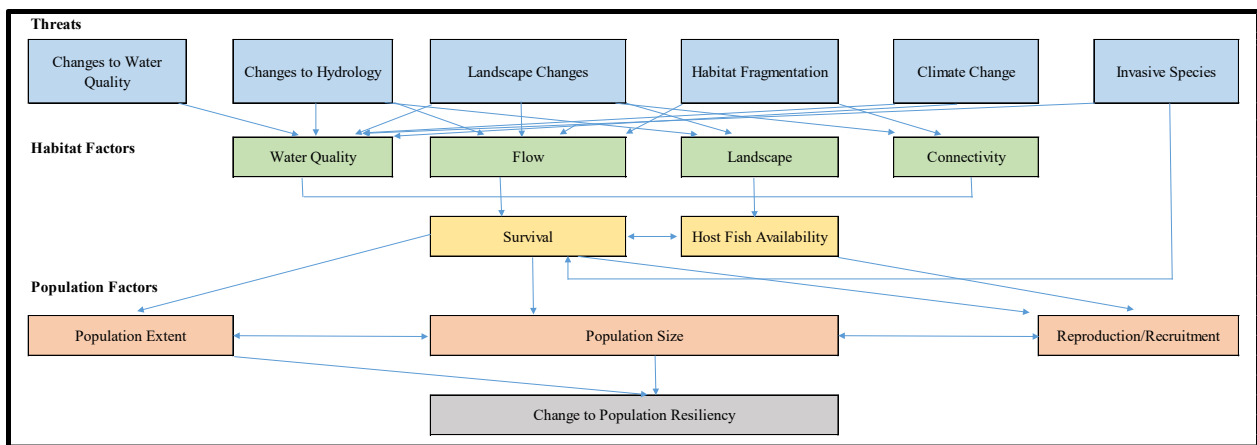 Threats
Changes to Water
Quality
Changes to Hydrology
Landscape Changes
Habitat Fragmentation
Climate Change
Invasive Species
Habitat Factors
Water Quality
Flow
Landscape
Connectivity
Survival
Host Fish Availability
Population Factors
Population Extent
Population Size
Reproduction/Recruitment
Change to Population Resiliency